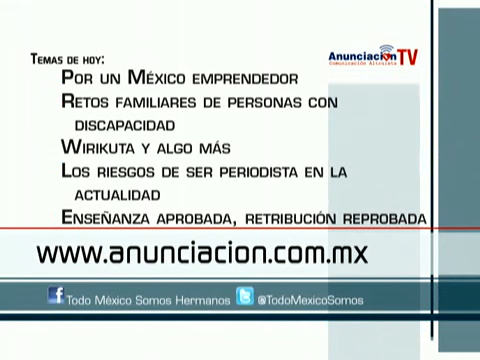 Temas de hoy:
Anunciación TV
Comunicación Altruista
Por un México emprendedor
Retos familiares de personas con
discapacidad
Wirikuta y algo más
Los riesgos de ser periodista en la
actualidad
Enseñanza aprobada, retribución reprobada
www.anunciacion.com.mx
Todo México Somos Hermanos @TodoMexicoSomos